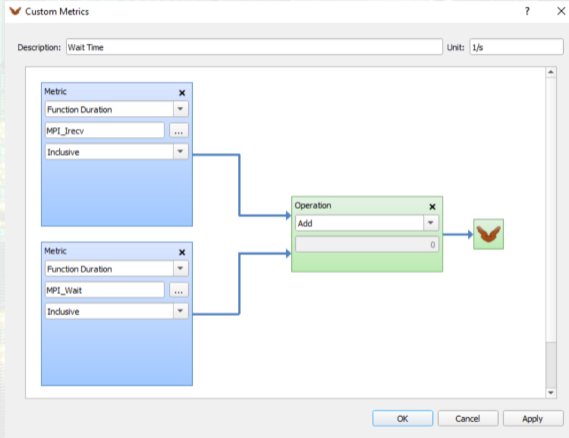 Custom Metrics
?
Description: Wait Time
Unit: 1/s
Metric
Function Duration
MPI_Irecv
...
Inclusive
Operation
Add
0
Metric
Function Duration
MPI_Wait
...
Inclusive
OK
Cancel
Apply